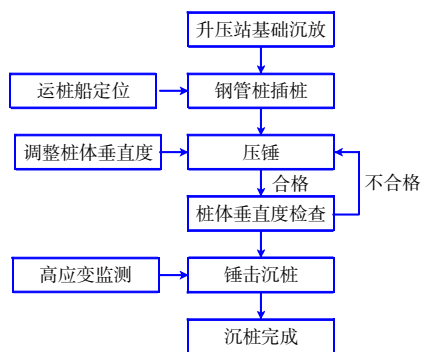 升压站基础沉放
运桩船定位
钢管桩插桩
调整桩体垂直度
压锤
合格
不合格
桩体垂直度检查
高应变监测
锤击沉桩
沉桩完成